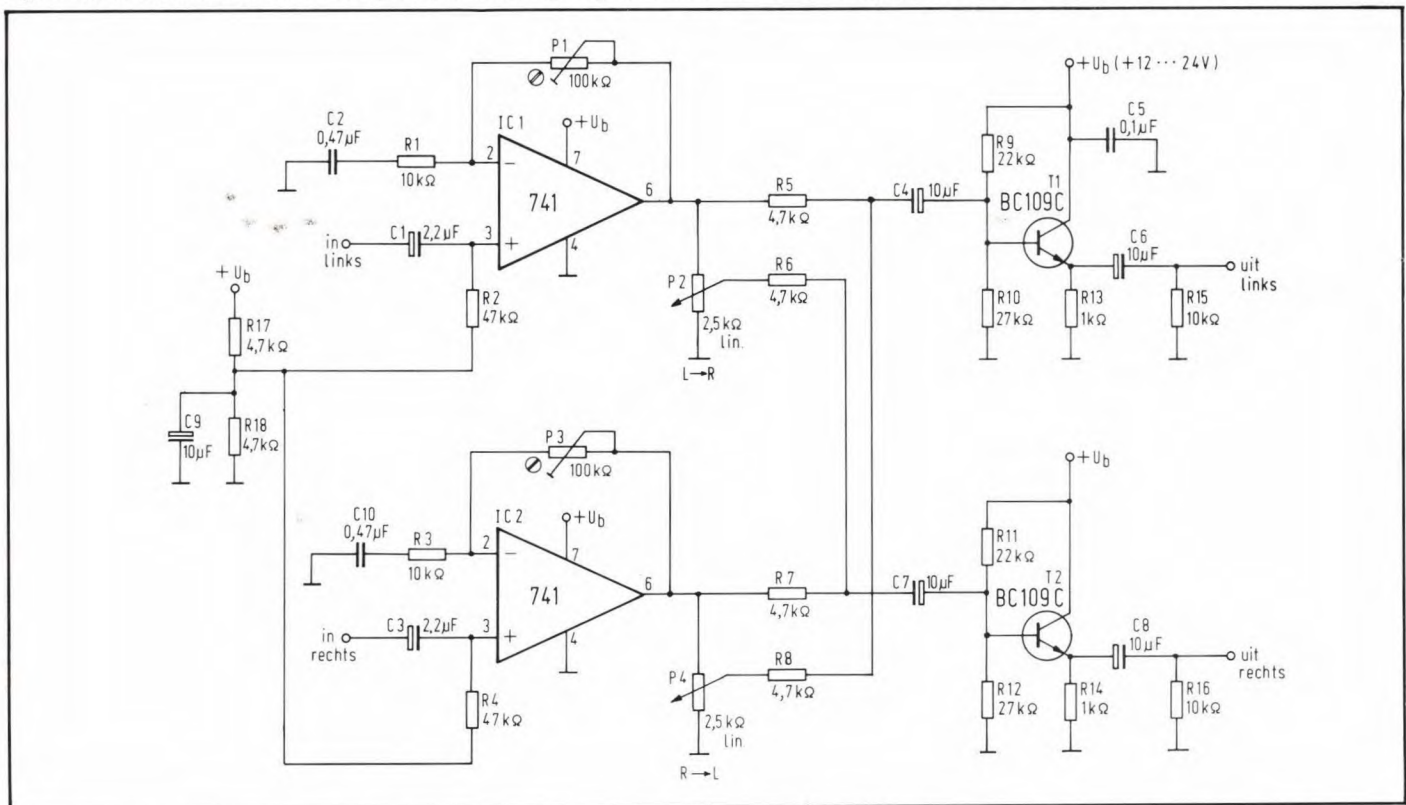 P1
100kΩ
+Ub (+12 ··· 24V)
C2
0,47µF
R1
10kΩ
IC1
+Ub
2
−
7
741
6
3
+
4
in
links
C1
2,2µF
R2
47kΩ
+Ub
R17
4,7kΩ
C9
10µF
R18
4,7kΩ
R5
4,7kΩ
P2
2,5kΩ
lin.
L→R
R6
4,7kΩ
C4
10µF
R9
22kΩ
C5
0,1µF
T1
BC109C
C6
10µF
R10
27kΩ
R13
1kΩ
R15
10kΩ
uit
links
P3
100kΩ
C10
0,47µF
R3
10kΩ
IC2
+Ub
2
−
7
741
6
3
+
4
in
rechts
C3
2,2µF
R4
47kΩ
R7
4,7kΩ
P4
2,5kΩ
lin
R→L
R8
4,7kΩ
C7
10µF
+Ub
R11
22kΩ
T2
BC109C
C8
10µF
R12
27kΩ
R14
1kΩ
R16
10kΩ
uit
rechts